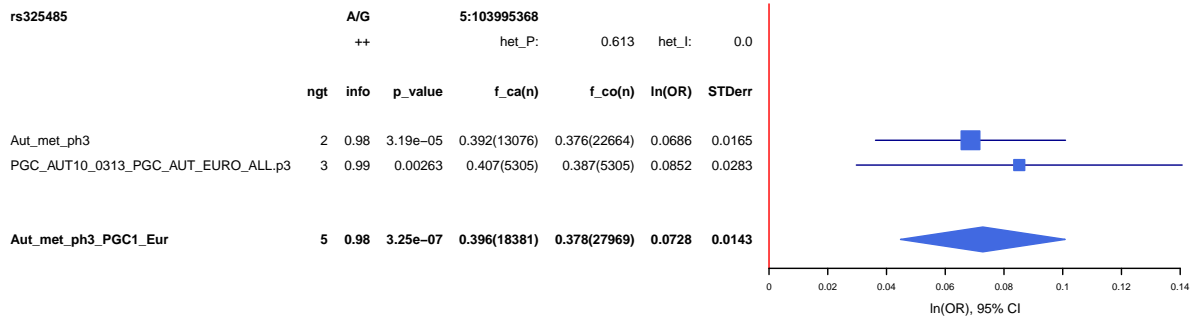 rs325485 A/G 5:103995368
++ het_P: 0.613 het_I: 0.0
ngt info p_value f_ca(n) f_co(n) ln(OR) STDerr
Aut_met_ph3 2 0.98 3.19e−05 0.392(13076) 0.376(22664) 0.0686 0.0165
PGC_AUT10_0313_PGC_AUT_EURO_ALL.p3 3 0.99 0.00263 0.407(5305) 0.387(5305) 0.0852 0.0283
Aut_met_ph3_PGC1_Eur 5 0.98 3.25e−07 0.396(18381) 0.378(27969) 0.0728 0.0143
0 0.02 0.04 0.06 0.08 0.1 0.12 0.14
ln(OR), 95% CI